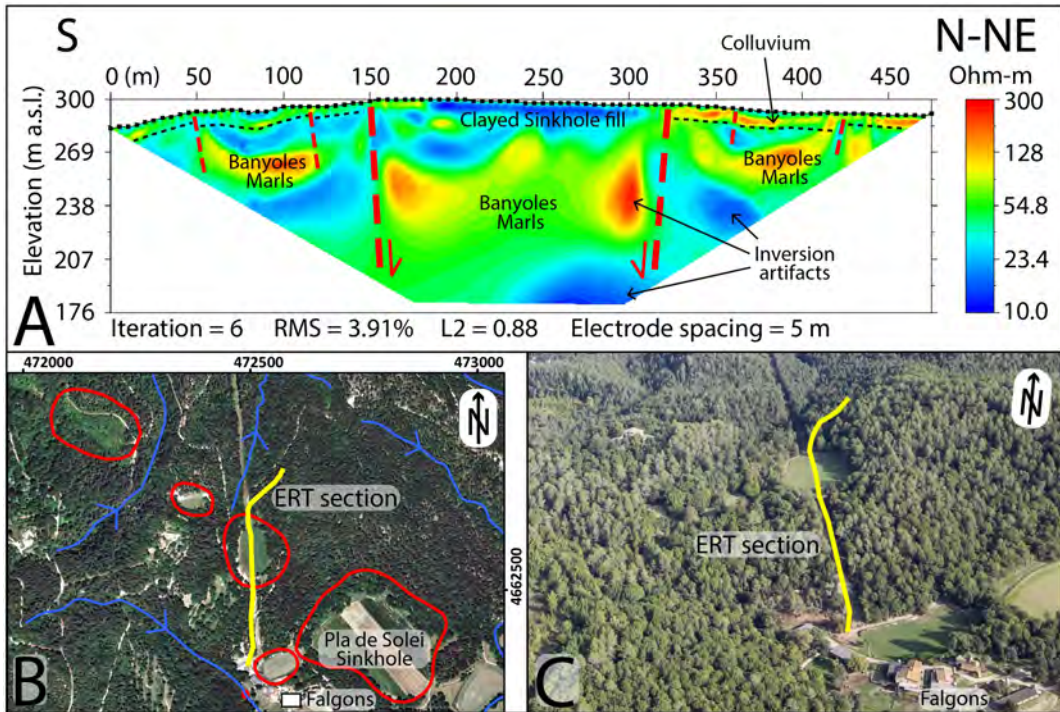 S
N-NE
Colluvium
0 (m) 50 100 150 200 250 300 350 400 450
Ohm-m
Elevation (m a.s.l.)
300
269
238
207
176
Clayed Sinkhole fill
Banyoles
Marls
Banyoles
Marls
Banyoles
Marls
Inversion
artifacts
300
128
54.8
23.4
10.0
A
Iteration = 6 RMS = 3.91% L2 = 0.88 Electrode spacing = 5 m
472000 472500 473000
N
ERT section
4662500
Pla de Solei
Sinkhole
B
Falgons
N
ERT section
C
Falgons